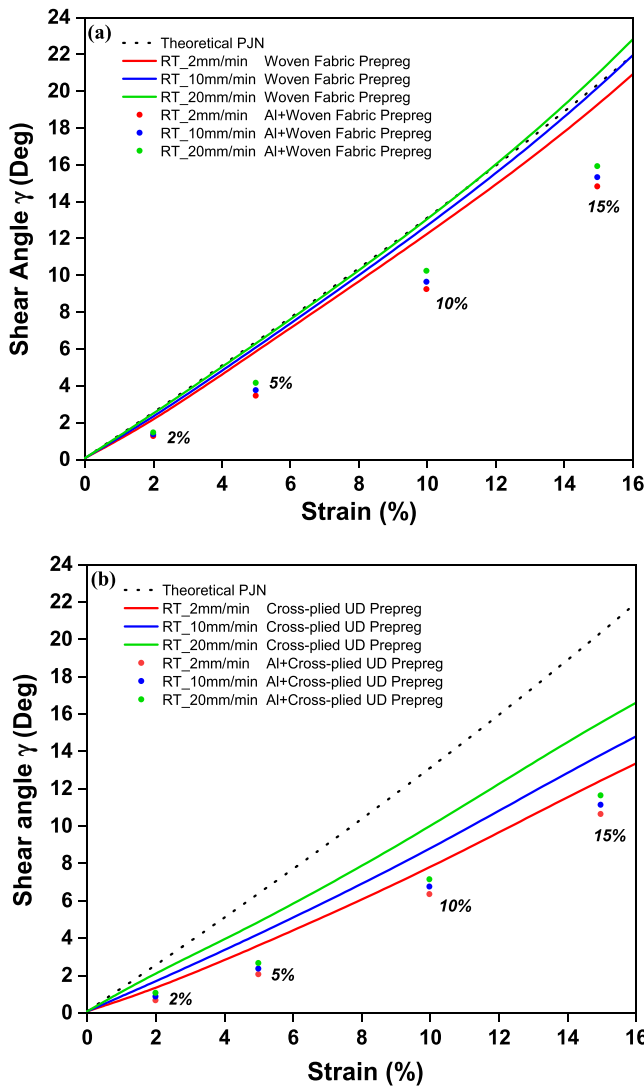 (a)
Theoretical PJN
RT_2mm/min Woven Fabric Prepreg
RT_10mm/min Woven Fabric Prepreg
RT_20mm/min Woven Fabric Prepreg
RT_2mm/min Al+Woven Fabric Prepreg
RT_10mm/min Al+Woven Fabric Prepreg
RT_20mm/min Al+Woven Fabric Prepreg
Shear Angle γ (Deg)
24
22
20
18
16
14
12
10
8
6
4
2
0
15%
10%
5%
2%
0 2 4 6 8 10 12 14 16
Strain (%)
(b)
Theoretical PJN
RT_2mm/min Cross-plied UD Prepreg
RT_10mm/min Cross-plied UD Prepreg
RT_20mm/min Cross-plied UD Prepreg
RT_2mm/min Al+Cross-plied UD Prepreg
RT_10mm/min Al+Cross-plied UD Prepreg
RT_20mm/min Al+Cross-plied UD Prepreg
Shear angle γ (Deg)
24
22
20
18
16
14
12
10
8
6
4
2
0
15%
10%
5%
2%
0 2 4 6 8 10 12 14 16
Strain (%)